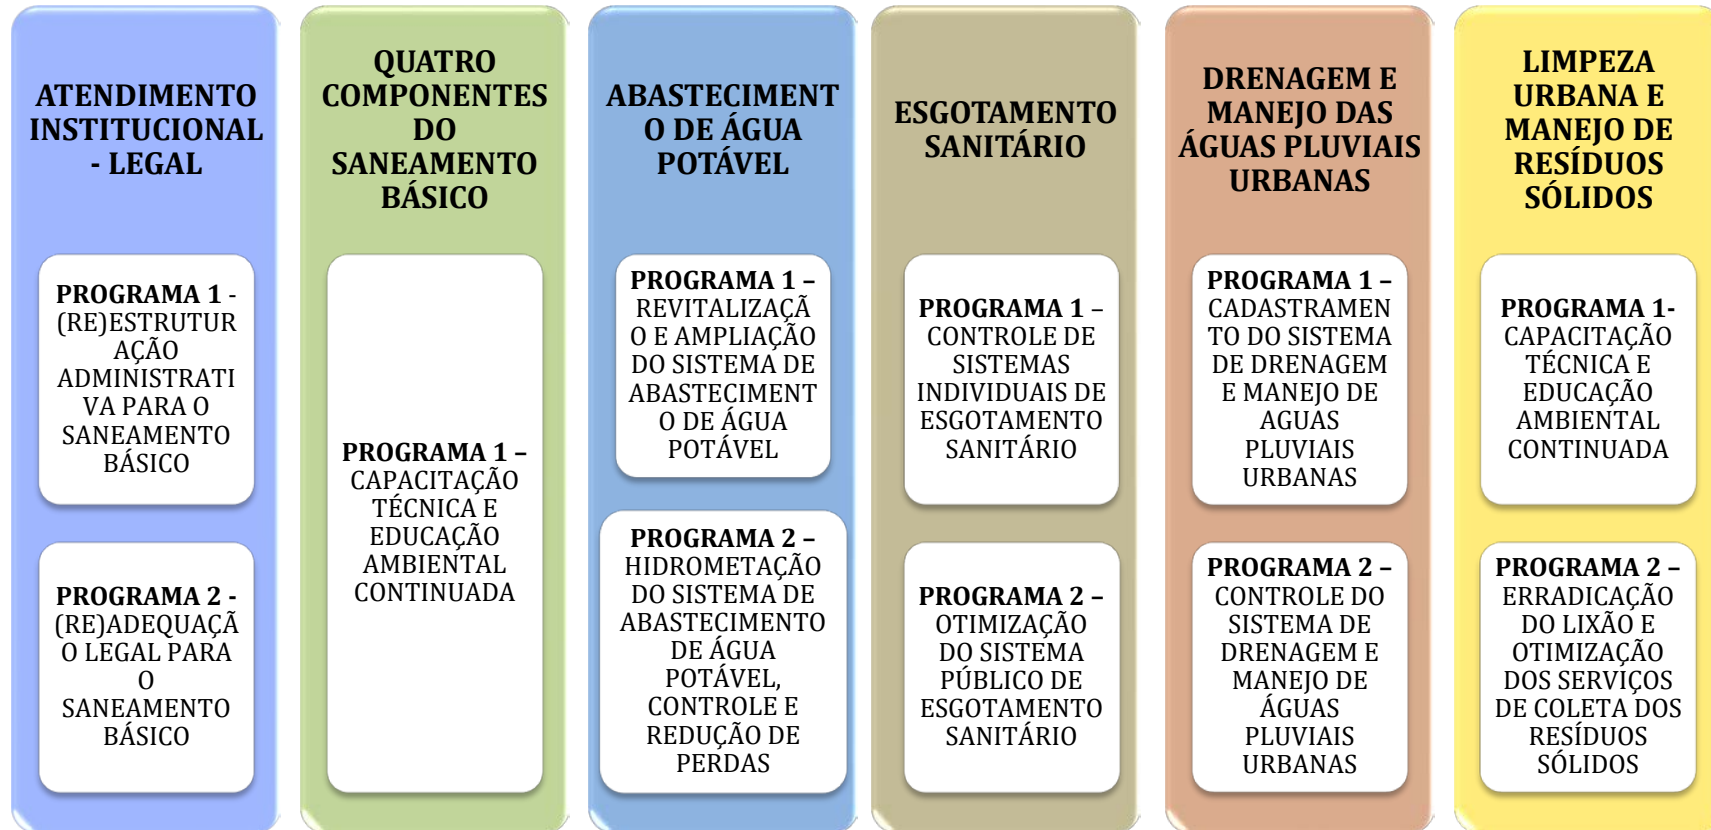 ATENDIMENTO
INSTITUCIONAL
- LEGAL
PROGRAMA 1 -
(RE)ESTRUTUR
AÇÃO
ADMINISTRATI
VA PARA O
SANEAMENTO
BÁSICO
PROGRAMA 2 -
(RE)ADEQUAÇÃ
O LEGAL PARA
O
SANEAMENTO
BÁSICO
QUATRO
COMPONENTES
DO
SANEAMENTO
BÁSICO
PROGRAMA 1 –
CAPACITAÇÃO
TÉCNICA E
EDUCAÇÃO
AMBIENTAL
CONTINUADA
ABASTECIMENT
O DE ÁGUA
POTÁVEL
PROGRAMA 1 –
REVITALIZAÇÃ
O E AMPLIAÇÃO
DO SISTEMA DE
ABASTECIMENT
O DE ÁGUA
POTÁVEL
PROGRAMA 2 –
HIDROMETAÇÃO
DO SISTEMA DE
ABASTECIMENTO
DE ÁGUA
POTÁVEL,
CONTROLE E
REDUÇÃO DE
PERDAS
ESGOTAMENTO
SANITÁRIO
PROGRAMA 1 –
CONTROLE DE
SISTEMAS
INDIVIDUAIS DE
ESGOTAMENTO
SANITÁRIO
PROGRAMA 2 –
OTIMIZAÇÃO
DO SISTEMA
PÚBLICO DE
ESGOTAMENTO
SANITÁRIO
DRENAGEM E
MANEJO DAS
ÁGUAS PLUVIAIS
URBANAS
PROGRAMA 1 –
CADASTRAMEN
TO DO SISTEMA
DE DRENAGEM
E MANEJO DE
AGUAS
PLUVIAIS
URBANAS
PROGRAMA 2 –
CONTROLE DO
SISTEMA DE
DRENAGEM E
MANEJO DE
ÁGUAS
PLUVIAIS
URBANAS
LIMPEZA
URBANA E
MANEJO DE
RESÍDUOS
SÓLIDOS
PROGRAMA 1-
CAPACITAÇÃO
TÉCNICA E
EDUCAÇÃO
AMBIENTAL
CONTINUADA
PROGRAMA 2 –
ERRADICAÇÃO
DO LIXÃO E
OTIMIZAÇÃO
DOS SERVIÇOS
DE COLETA DOS
RESÍDUOS
SÓLIDOS